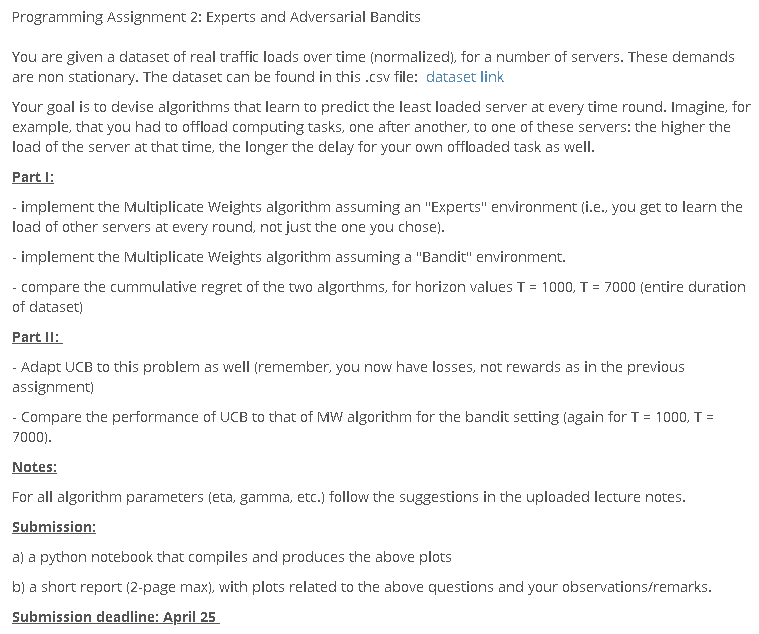 Programming Assignment 2: Experts and Adversarial Bandits
You are given a dataset of real traffic loads over time (normalized), for a number of servers. These demands
are non stationary. The dataset can be found in this .csv file: dataset link
Your goal is to devise algorithms that learn to predict the least loaded server at every time round. Imagine, for
example, that you had to offload computing tasks, one after another, to one of these servers: the higher the
load of the server at that time, the longer the delay for your own offloaded task as well.
Part I:
- implement the Multiplicate Weights algorithm assuming an "Experts" environment (i.e., you get to learn the
load of other servers at every round, not just the one you chose).
- implement the Multiplicate Weights algorithm assuming a "Bandit" environment.
- compare the cummulative regret of the two algorthms, for horizon values T = 1000, T = 7000 (entire duration
of dataset)
Part II:
- Adapt UCB to this problem as well (remember, you now have losses, not rewards as in the previous
assignment)
- Compare the performance of UCB to that of MW algorithm for the bandit setting (again for T = 1000, T =
7000).
Notes:
For all algorithm parameters (eta, gamma, etc.) follow the suggestions in the uploaded lecture notes.
Submission:
a) a python notebook that compiles and produces the above plots
b) a short report (2-page max), with plots related to the above questions and your observations/remarks.
Submission deadline: April 25